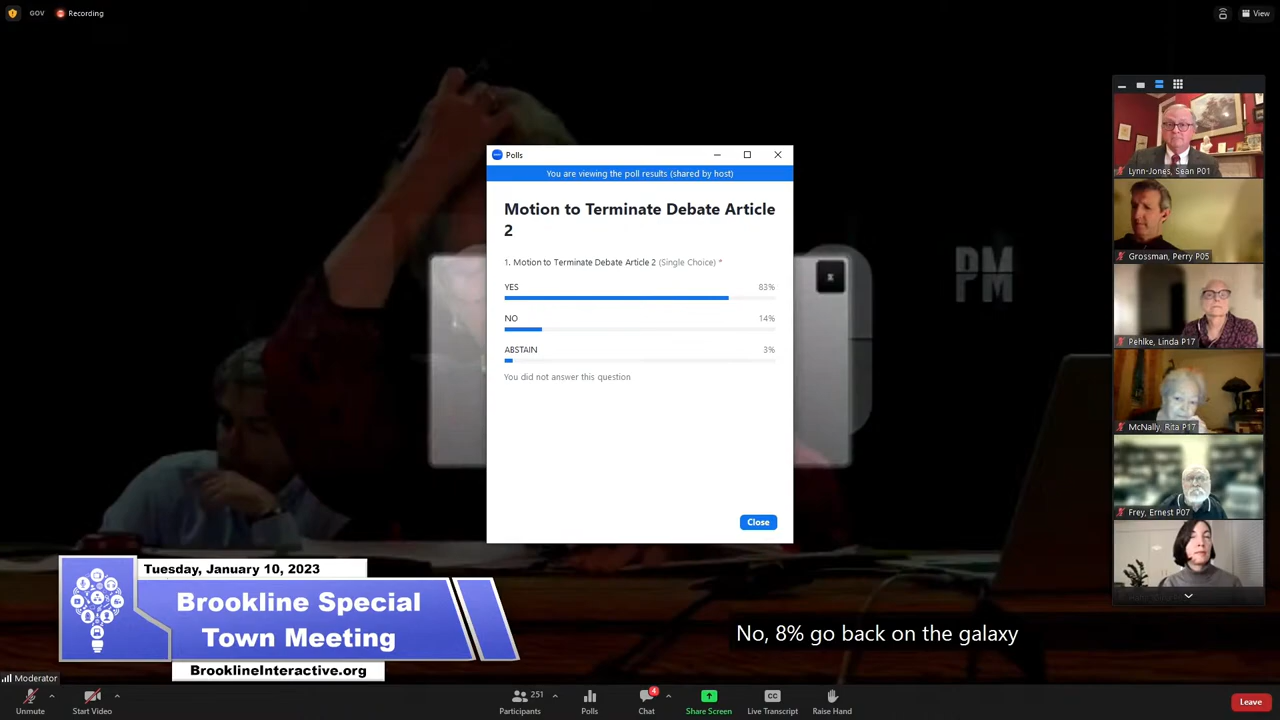 GOV
Recording
View
Polls
You are viewing the poll results (shared by host)
Motion to Terminate Debate Article
2
1. Motion to Terminate Debate Article 2 (Single Choice) *
YES 83%
NO 14%
ABSTAIN 3%
You did not answer this question
Close
PM
PM
Lynn-Jones, Sean P01
Grossman, Perry P05
Pehlke, Linda P17
McNally, Rita P17
Frey, Ernest P07
Tuesday, January 10, 2023
Brookline Special
Town Meeting
BrooklineInteractive.org
No, 8% go back on the galaxy
Moderator
Unmute
Start Video
251
Participants
Polls
4
Chat
Share Screen
CC
Live Transcript
Raise Hand
Leave